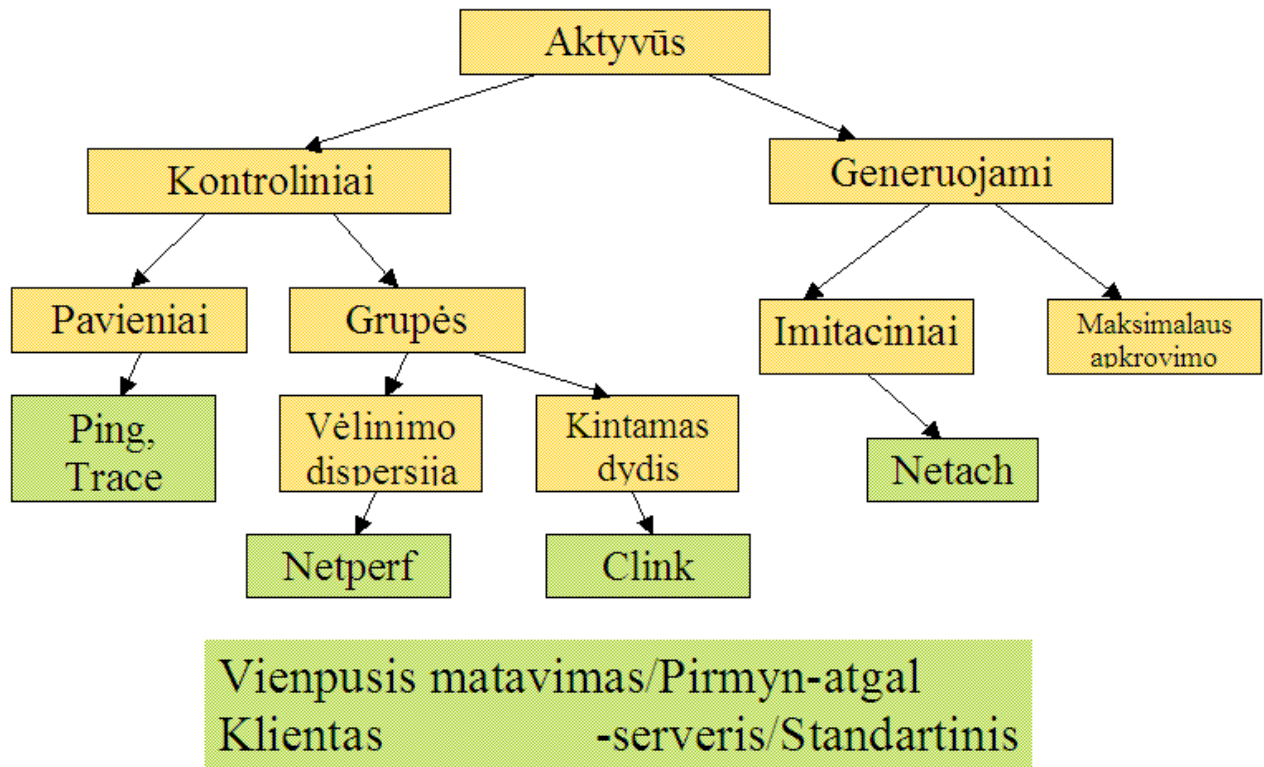 Aktyvūs
Kontroliniai
Generuojami
Pavieniai
Grupės
Imitaciniai
Maksimalaus
apkrovimo
Ping,
Trace
Vėlinimo
dispersija
Kintamas
dydis
Netach
Netperf
Clink
Vienpusis matavimas/Pirmyn-atgal
Klientas -serveris/Standartinis